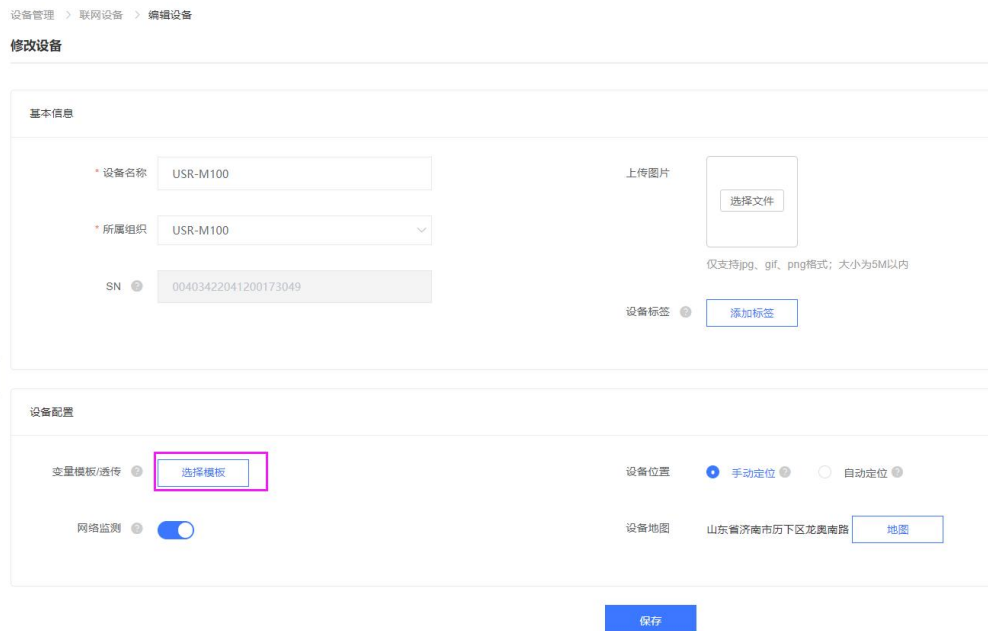 设备管理 > 联网设备 > 编辑设备
修改设备
基本信息
* 设备名称 USR-M100
上传图片 选择文件
* 所属组织 USR-M100
仅支持jpg、gif、png格式；大小为5M以内
SN ? 00403422041200173049
设备标签 ? 添加标签
设备配置
变量模板/透传 ? 选择模板
设备位置 手动定位 ? 自动定位 ?
网络监测 ?
设备地图 山东省济南市历下区龙奥南路 地图
保存